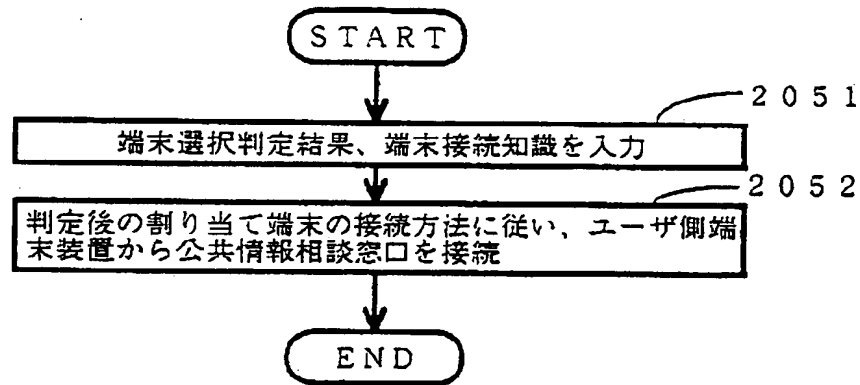 START
2051
端末選択判定結果、端末接続知識を入力
2052
判定後の割り当て端末の接続方法に従い、ユーザ側端
末装置から公共情報相談窓口を接続
END